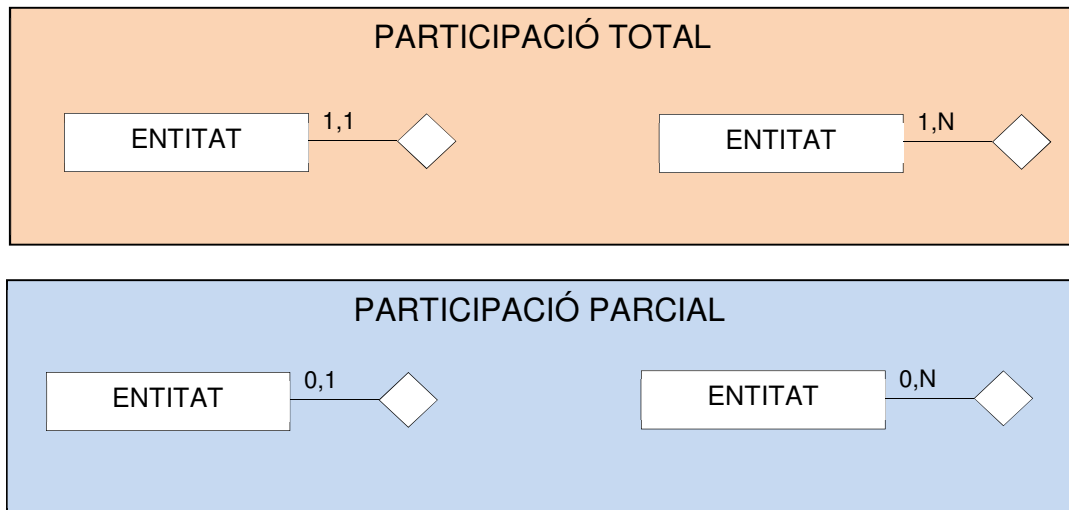 PARTICIPACIÓ TOTAL
ENTITAT
1,1
ENTITAT
1,N
PARTICIPACIÓ PARCIAL
ENTITAT
0,1
ENTITAT
0,N